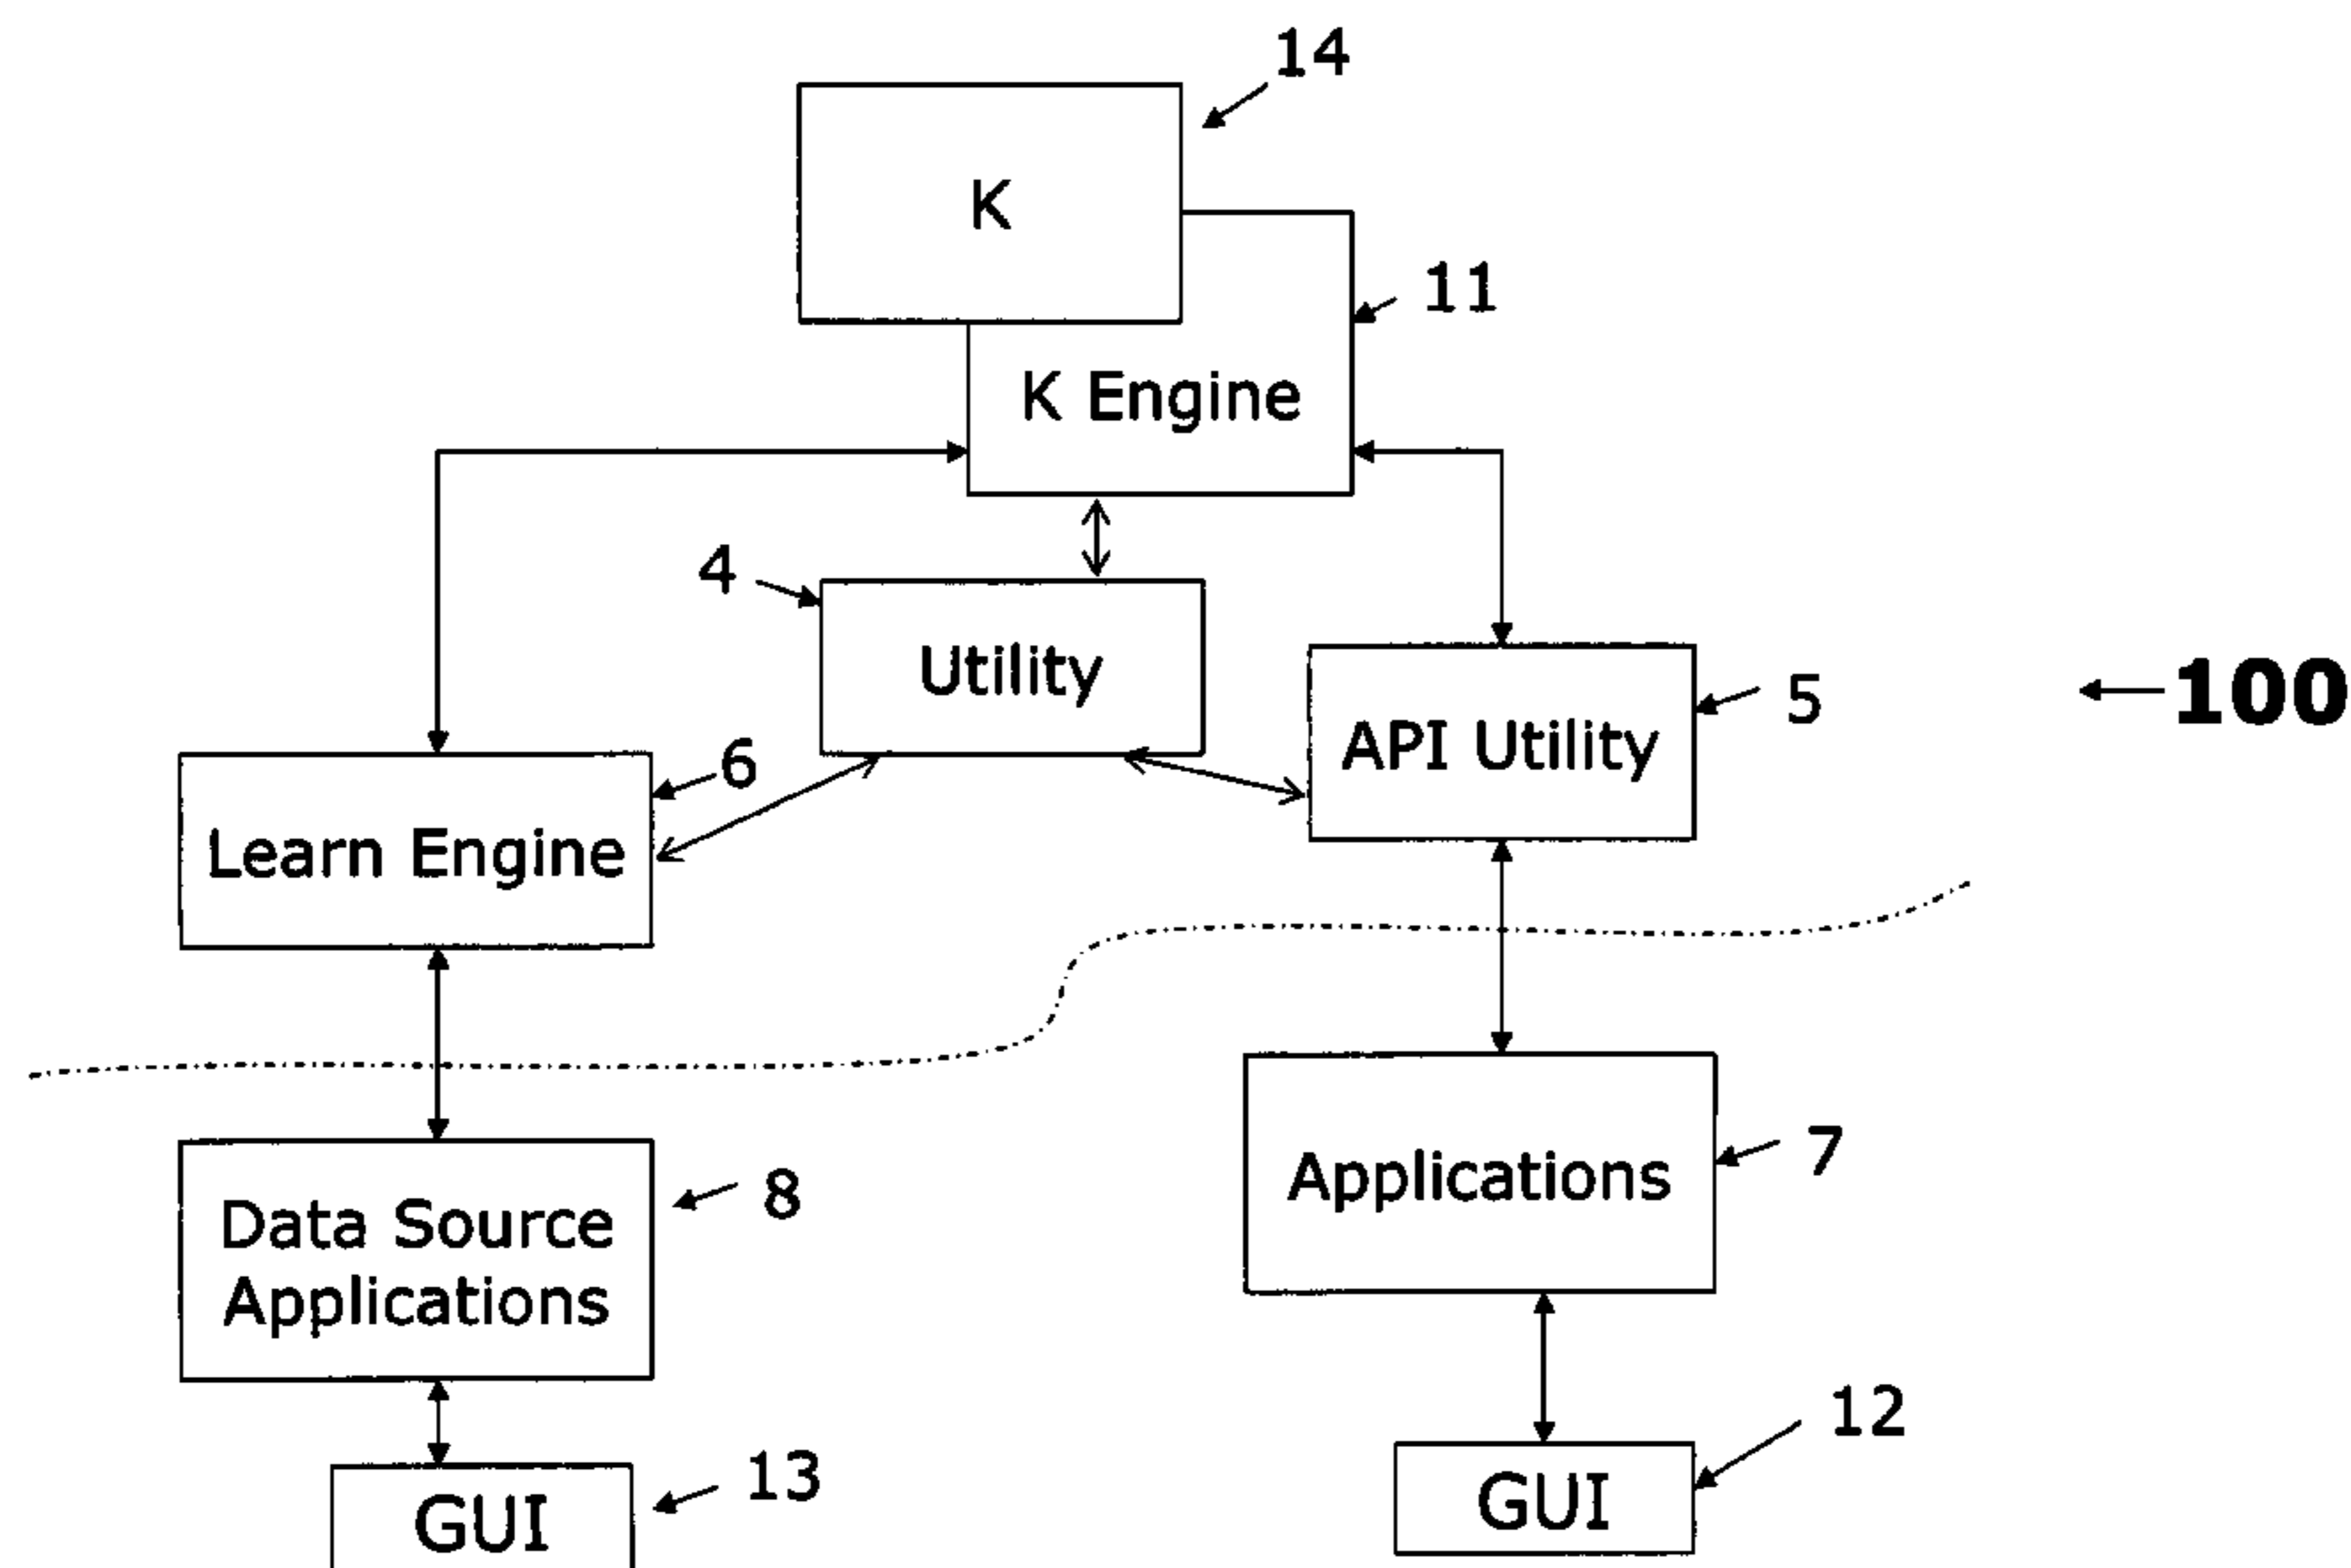 14
K
11
K Engine
4
Utility
5
API Utility
100
6
Learn Engine
7
Applications
8
Data Source
Applications
12
GUI
13
GUI